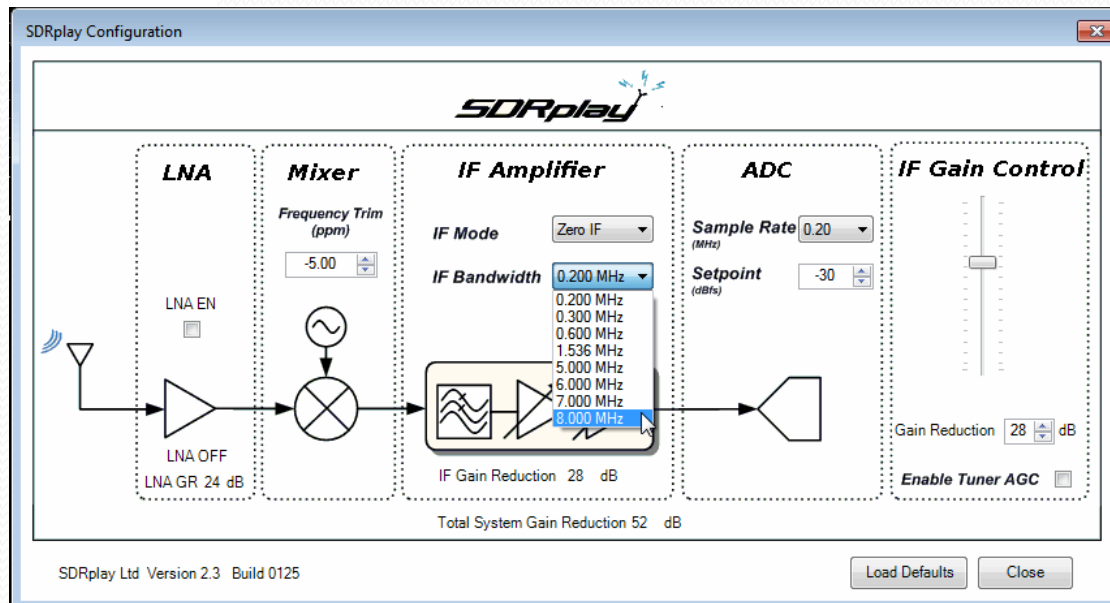 SDRplay Configuration
SDRplay
LNA
LNA EN
LNA OFF
LNA GR 24 dB
Mixer
Frequency Trim
(ppm)
-5.00
IF Amplifier
IF Mode Zero IF
IF Bandwidth 0.200 MHz
0.200 MHz
0.300 MHz
0.600 MHz
1.536 MHz
5.000 MHz
6.000 MHz
7.000 MHz
8.000 MHz
IF Gain Reduction 28 dB
ADC
Sample Rate 0.20
(MHz)
Setpoint -30
(dBfs)
IF Gain Control
Gain Reduction 28 dB
Enable Tuner AGC
Total System Gain Reduction 52 dB
SDRplay Ltd Version 2.3 Build 0125
Load Defaults
Close